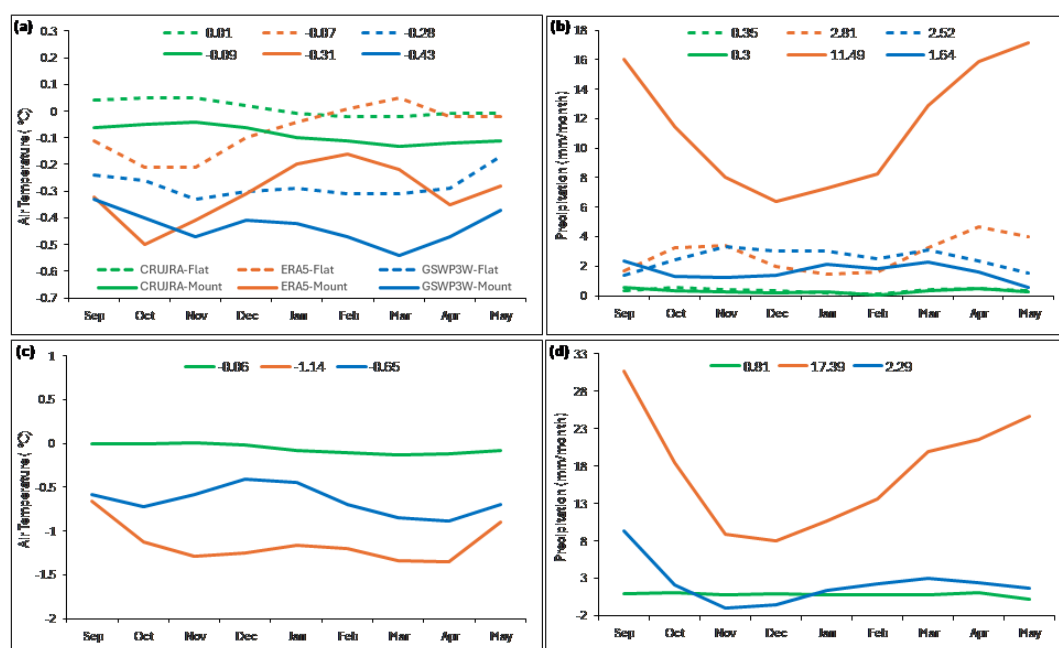 (a)
0.01 -0.07 -0.28
-0.09 -0.31 -0.43
0.3
0.2
0.1
0
-0.1
-0.2
-0.3
-0.4
-0.5
-0.6
-0.7
Air Temperature ( °C)
CRUJRA-Flat ERA5-Flat GSWP3W-Flat
CRUJRA-Mount ERA5-Mount GSWP3W-Mount
Sep Oct Nov Dec Jan Feb Mar Apr May
(b)
0.35 2.81 2.52
0.3 11.49 1.64
18
16
14
12
10
8
6
4
2
0
Precipitation (mm/month)
Sep Oct Nov Dec Jan Feb Mar Apr May
(c)
-0.06 -1.14 -0.65
1
0.5
0
-0.5
-1
-1.5
-2
Air Temperature ( °C)
Sep Oct Nov Dec Jan Feb Mar Apr May
(d)
0.81 17.39 2.29
33
28
23
18
13
8
3
-2
Precipitation (mm/month)
Sep Oct Nov Dec Jan Feb Mar Apr May